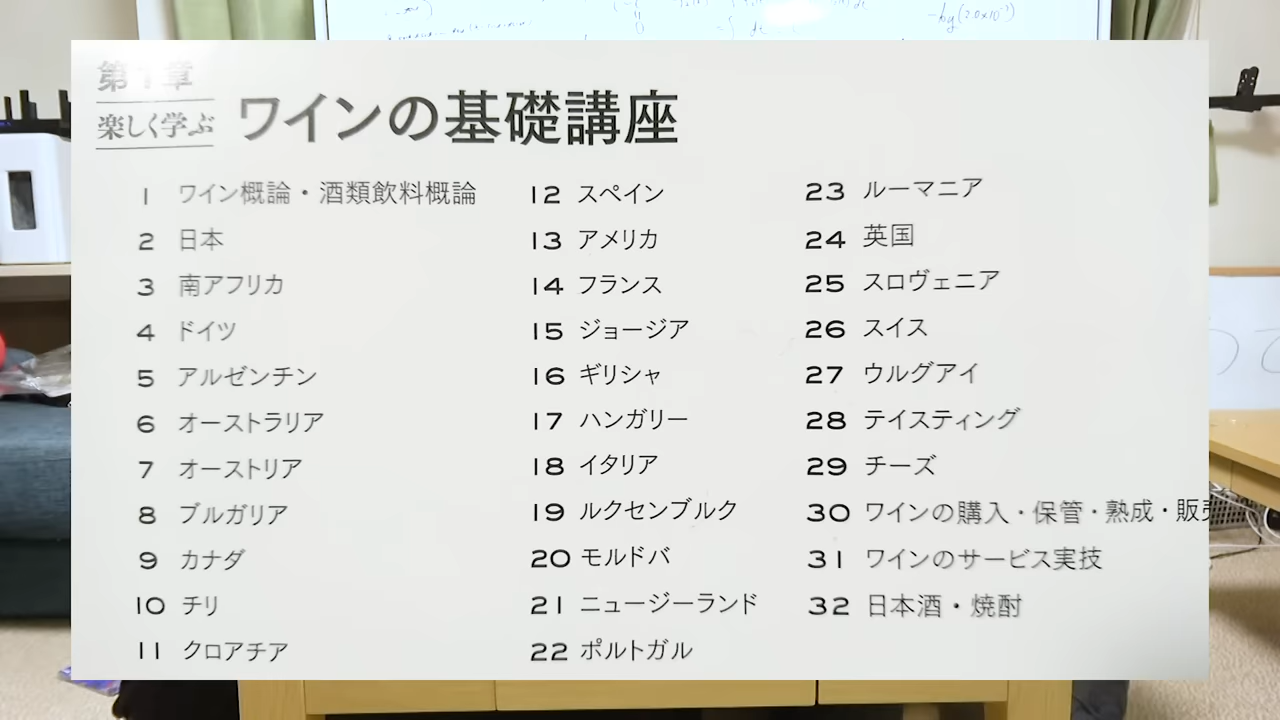 第1章
楽しく学ぶ
ワインの基礎講座
1 ワイン概論・酒類飲料概論
2 日本
3 南アフリカ
4 ドイツ
5 アルゼンチン
6 オーストラリア
7 オーストリア
8 ブルガリア
9 カナダ
10 チリ
11 クロアチア
12 スペイン
13 アメリカ
14 フランス
15 ジョージア
16 ギリシャ
17 ハンガリー
18 イタリア
19 ルクセンブルク
20 モルドバ
21 ニュージーランド
22 ポルトガル
23 ルーマニア
24 英国
25 スロヴェニア
26 スイス
27 ウルグアイ
28 テイスティング
29 チーズ
30 ワインの購入・保管・熟成・販売
31 ワインのサービス実技
32 日本酒・焼酎